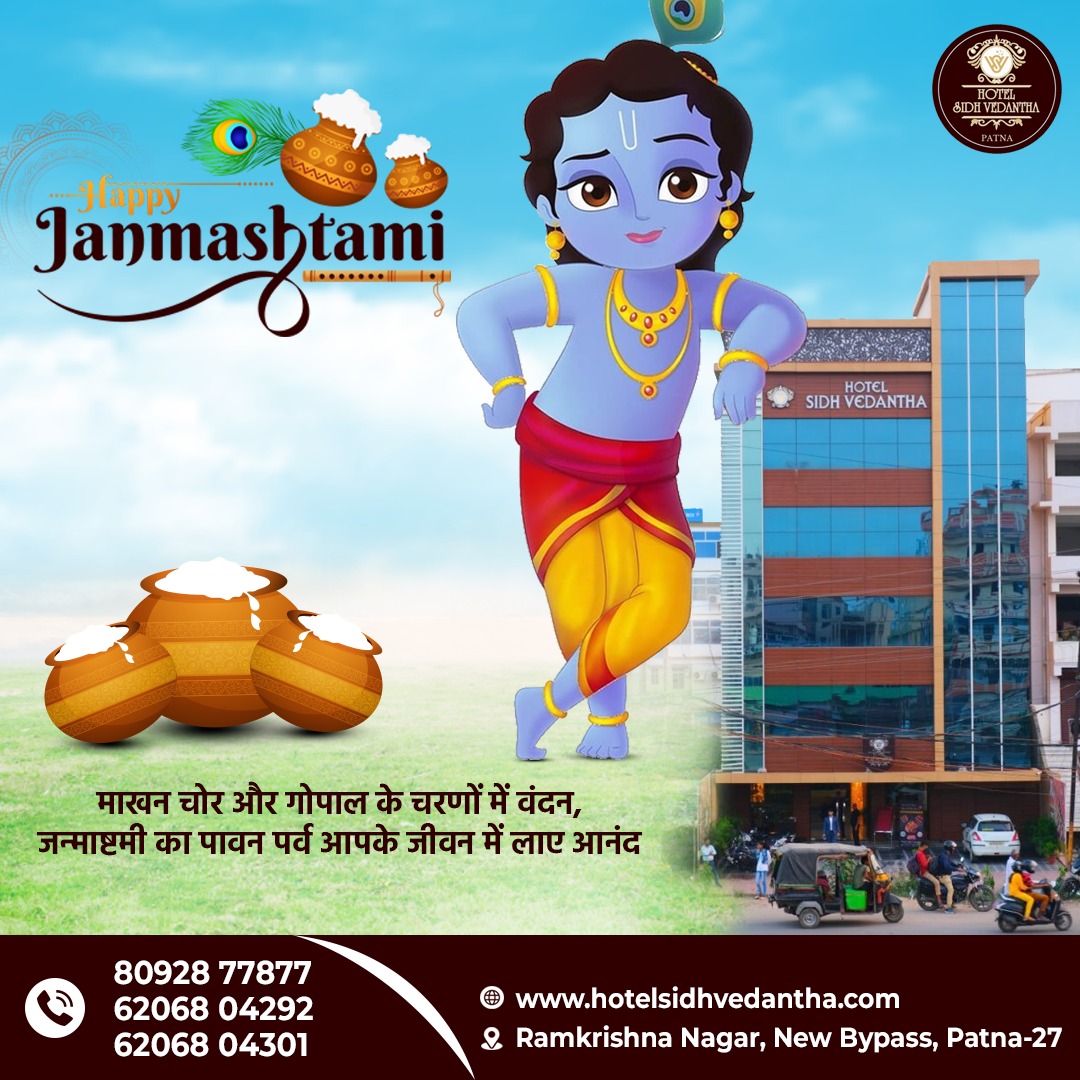 HOTEL
SIDH VEDANTHA
PATNA
Happy
Janmashtami
HOTEL
SIDH VEDANTHA
माखन चोर और गोपाल के चरणों में वंदन,
जन्माष्टमी का पावन पर्व आपके जीवन में लाए आनंद
80928 77877
62068 04292
62068 04301
www.hotelsidhvedantha.com
Ramkrishna Nagar, New Bypass, Patna-27